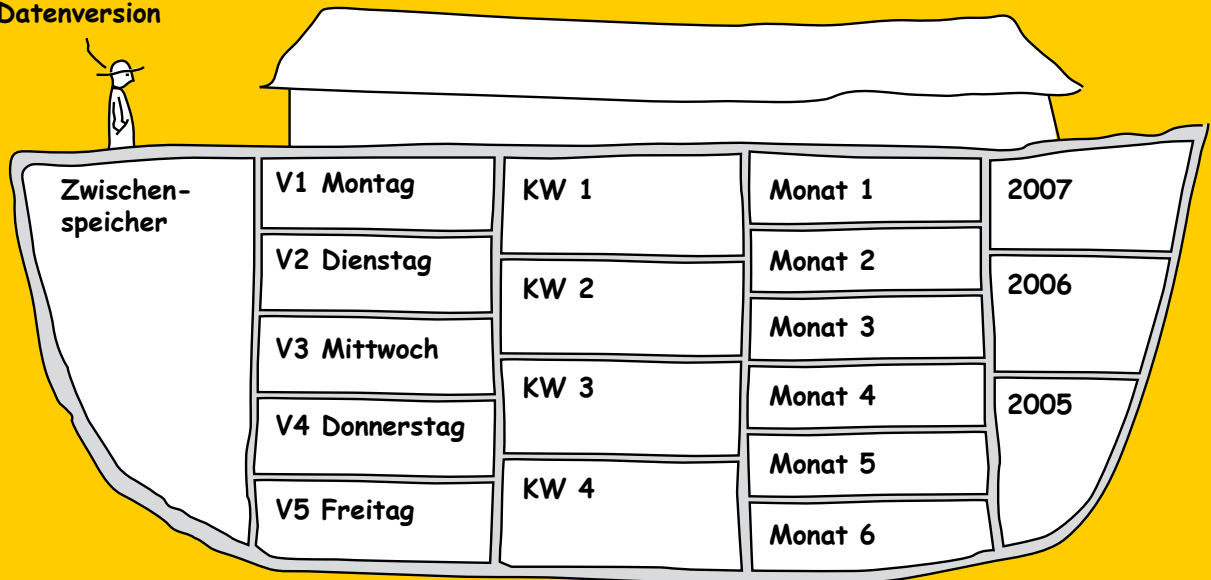 Datenversion
Zwischen-
speicher
V1 Montag
V2 Dienstag
V3 Mittwoch
V4 Donnerstag
V5 Freitag
KW 1
KW 2
KW 3
KW 4
Monat 1
Monat 2
Monat 3
Monat 4
Monat 5
Monat 6
2007
2006
2005